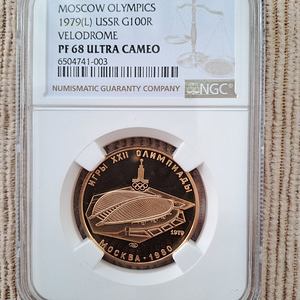 MOSCOW OLYMPICS
1979(L) USSR G100R
VELODROME
PF 68 ULTRA CAMEO
6504741-003
NUMISMATIC GUARANTY COMPANY
NGC
ИГРЫ XXII ОЛИМПИАДЫ
1979
МОСКВА · 1980